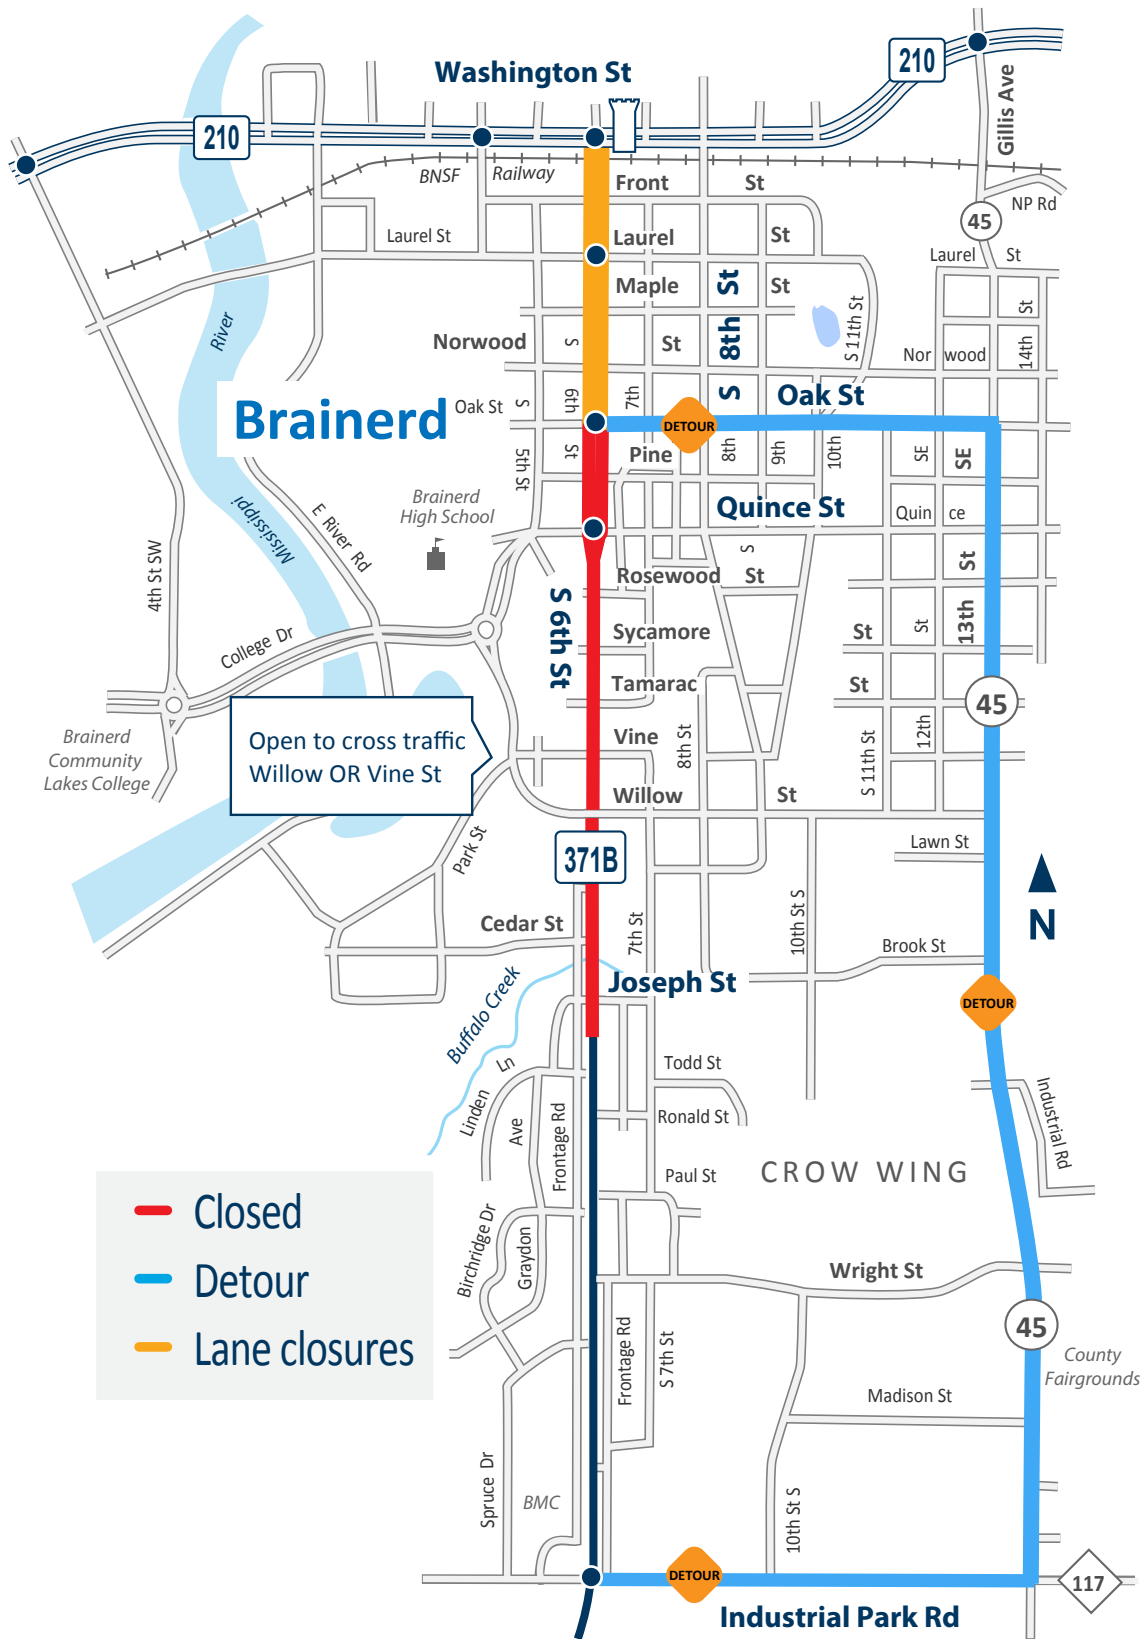 Washington St
210
210
Gillis Ave
BNSF Railway
Front St
NP Rd
45
Laurel St
Laurel St
Laurel St
Maple St
S 8th St
S 11th St
14th St
River
Norwood St
Nor wood
Brainerd
Oak St
S 6th St
7th
Oak St
DETOUR
S 5th St
Pine
8th
9th
10th
SE
SE
Brainerd
High School
Quince St
Quin ce
Mississippi
E River Rd
4th St SW
S
Rosewood St
St
S 6th St
Sycamore St
St
13th
College Dr
Tamarac St
45
Brainerd
Community
Lakes College
Open to cross traffic
Willow OR Vine St
Vine
8th St
S 11th St
12th
Willow St
Park St
371B
Lawn St
N
Cedar St
7th St
10th St S
Brook St
Buffalo Creek
Joseph St
DETOUR
Linden Ln
Todd St
Ave
Frontage Rd
Ronald St
Industrial Rd
Paul St
CROW WING
Closed
Detour
Lane closures
Birchridge Dr
Graydon
Wright St
45
Frontage Rd
S 7th St
County
Fairgrounds
Madison St
Spruce Dr
BMC
10th St S
DETOUR
117
Industrial Park Rd